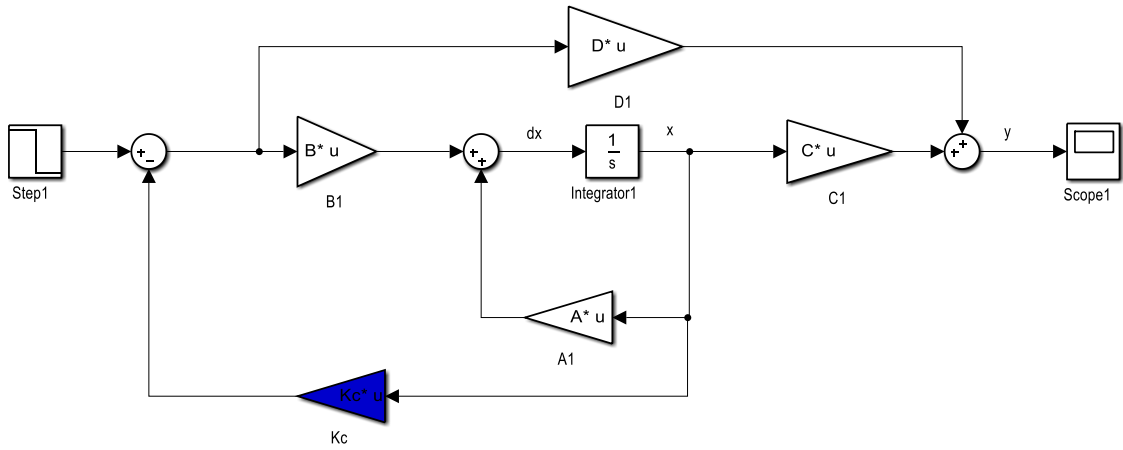 D* u
D1
dx
x
y
+
−
B* u
+
+
1
s
C* u
+
+
Step1
B1
Integrator1
C1
Scope1
A* u
A1
Kc* u
Kc